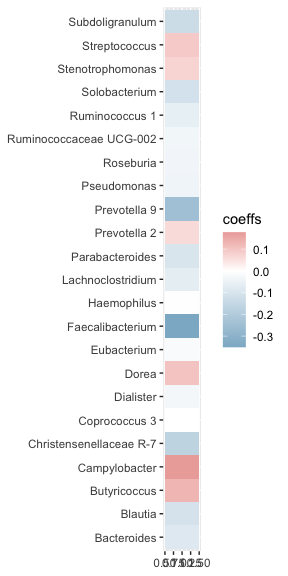 Subdoligranulum
Streptococcus
Stenotrophomonas
Solobacterium
Ruminococcus 1
Ruminococcaceae UCG-002
Roseburia
Pseudomonas
Prevotella 9
Prevotella 2
Parabacteroides
Lachnoclostridium
Haemophilus
Faecalibacterium
Eubacterium
Dorea
Dialister
Coprococcus 3
Christensenellaceae R-7
Campylobacter
Butyricoccus
Blautia
Bacteroides
coeffs
0.1
0.0
-0.1
-0.2
-0.3